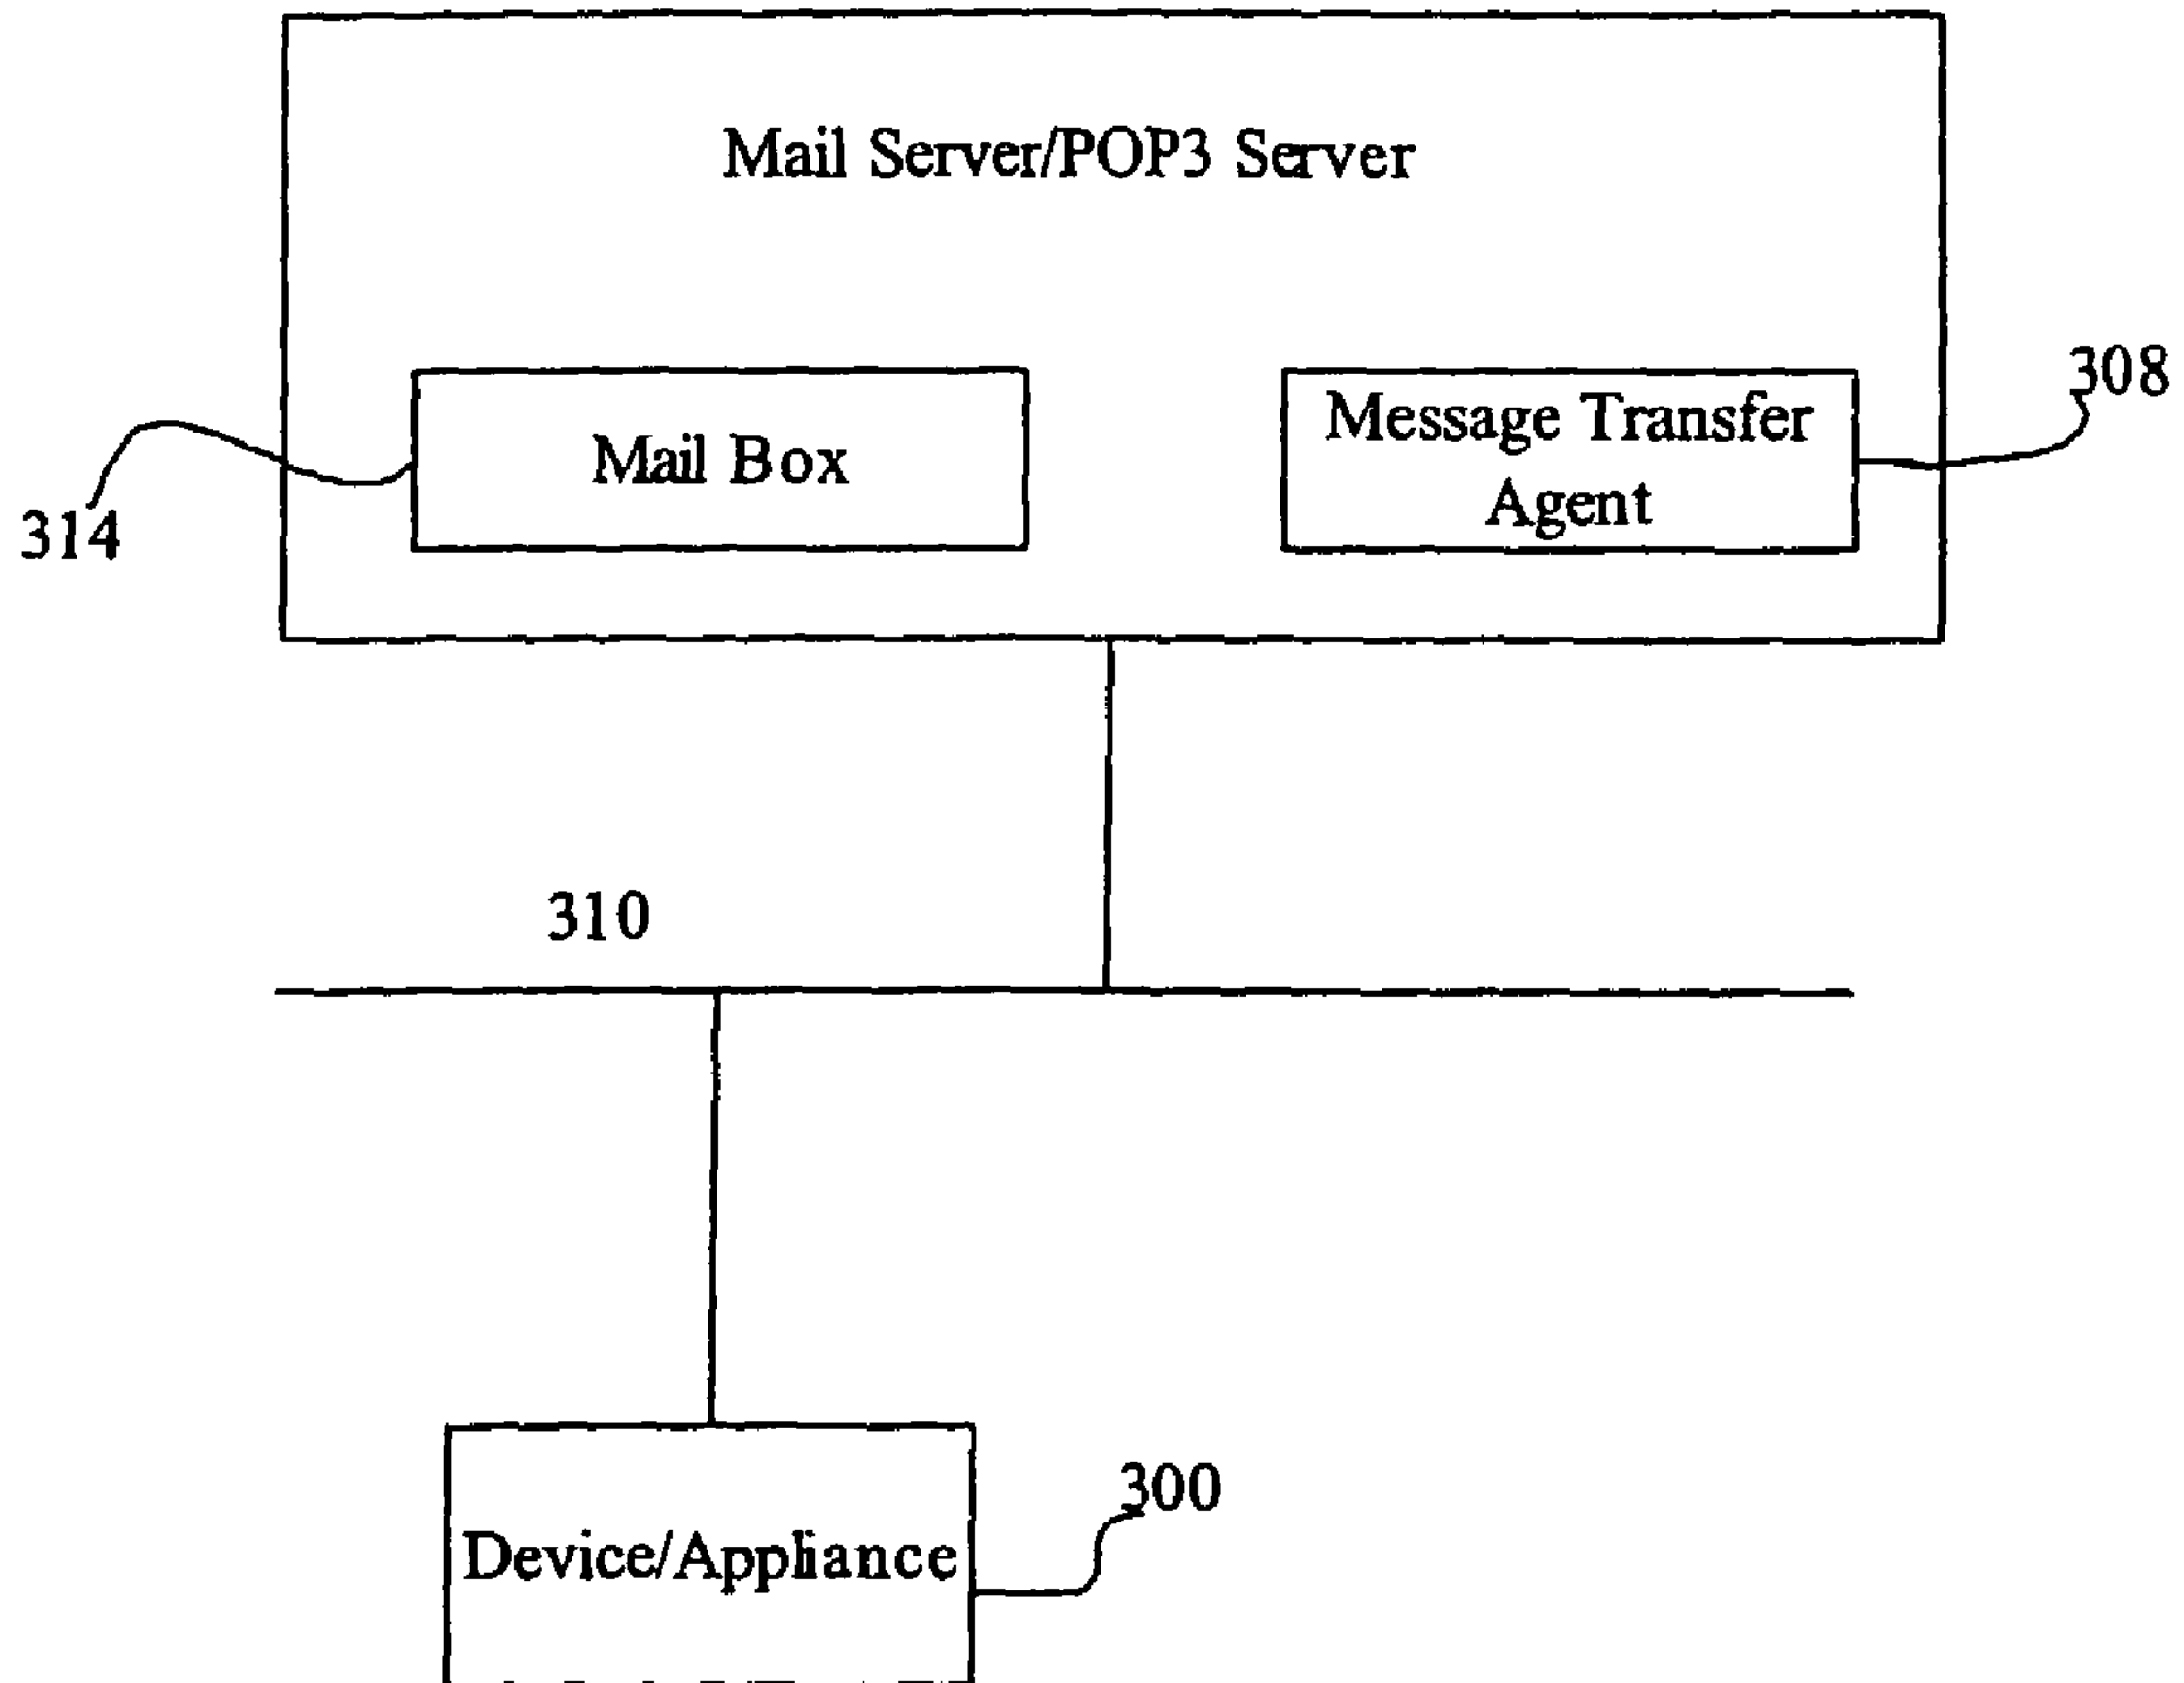 Mail Server/POP3 Server
308
Message Transfer
Agent
Mail Box
314
310
300
Device/Appliance